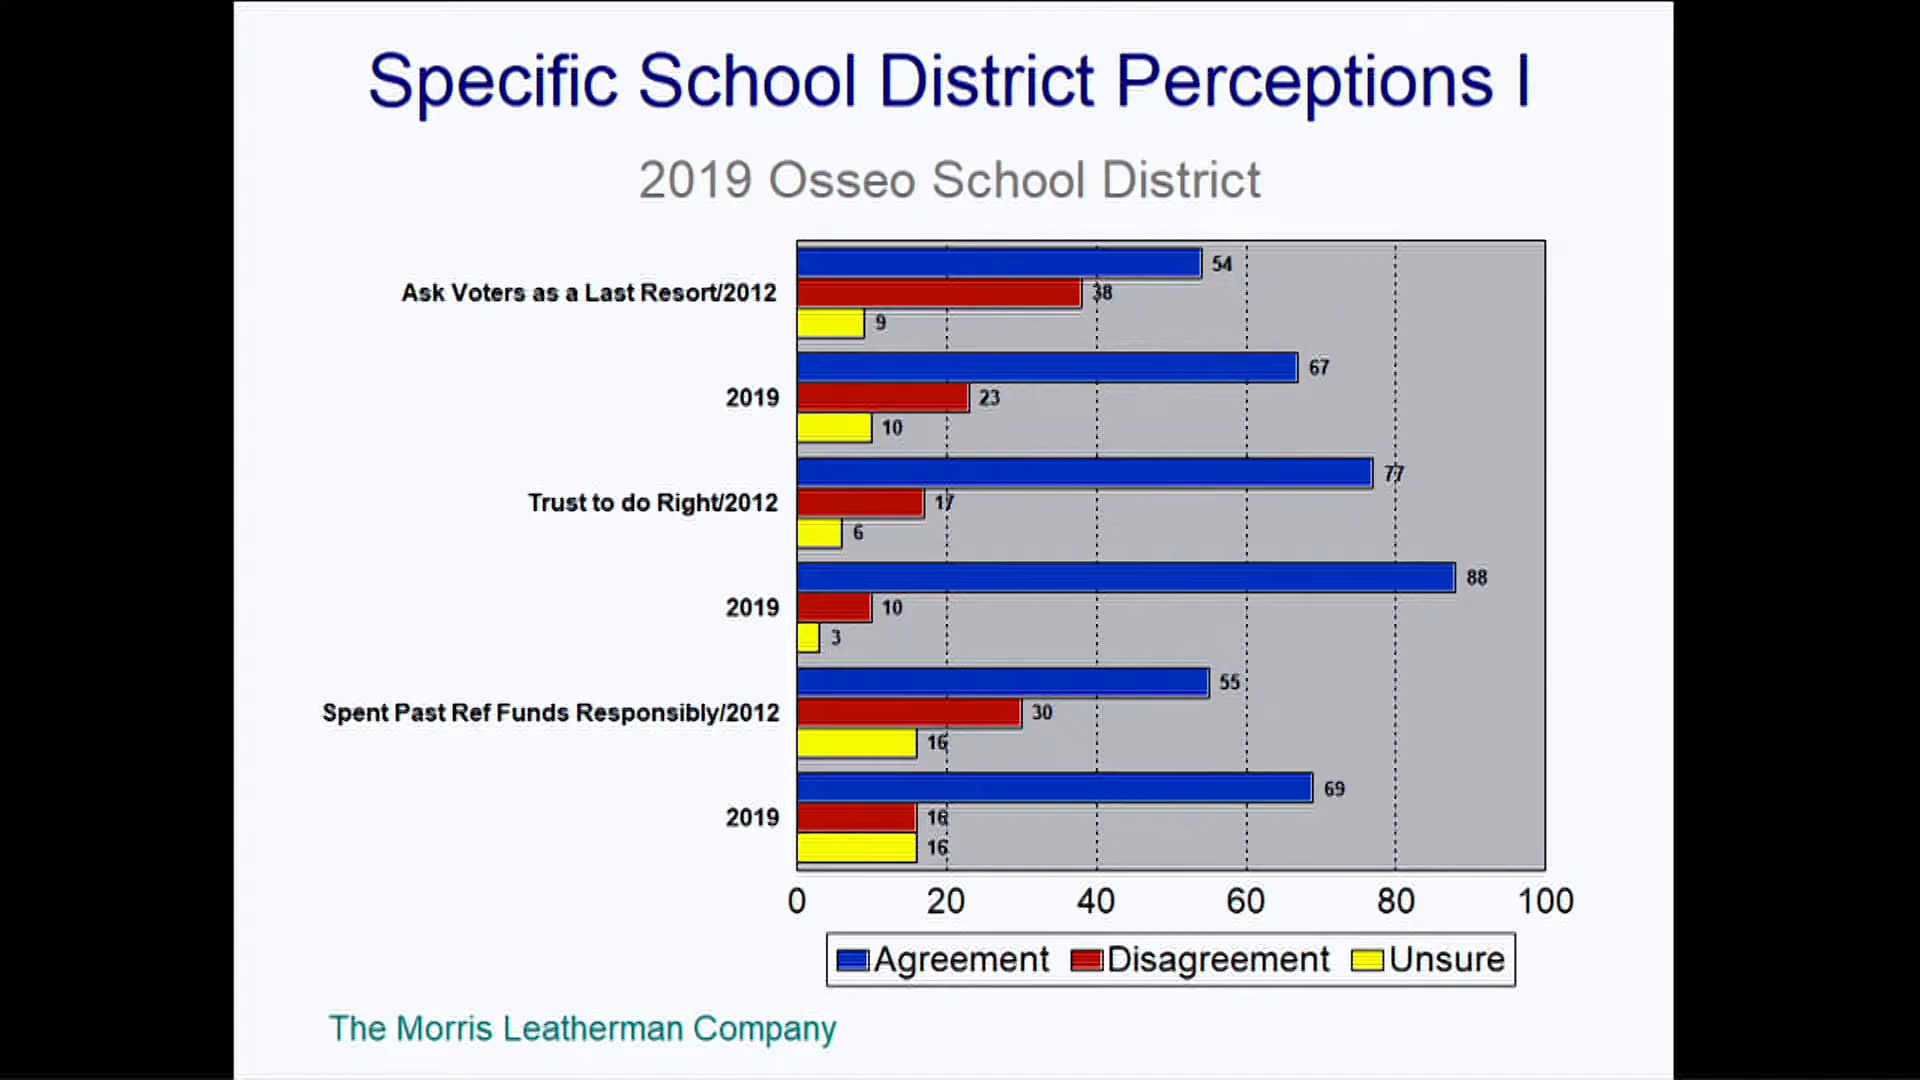 Specific School District Perceptions I
2019 Osseo School District
Ask Voters as a Last Resort/2012
54
38
9
2019
67
23
10
Trust to do Right/2012
77
17
6
2019
88
10
3
Spent Past Ref Funds Responsibly/2012
55
30
16
2019
69
16
16
0 20 40 60 80 100
Agreement Disagreement Unsure
The Morris Leatherman Company